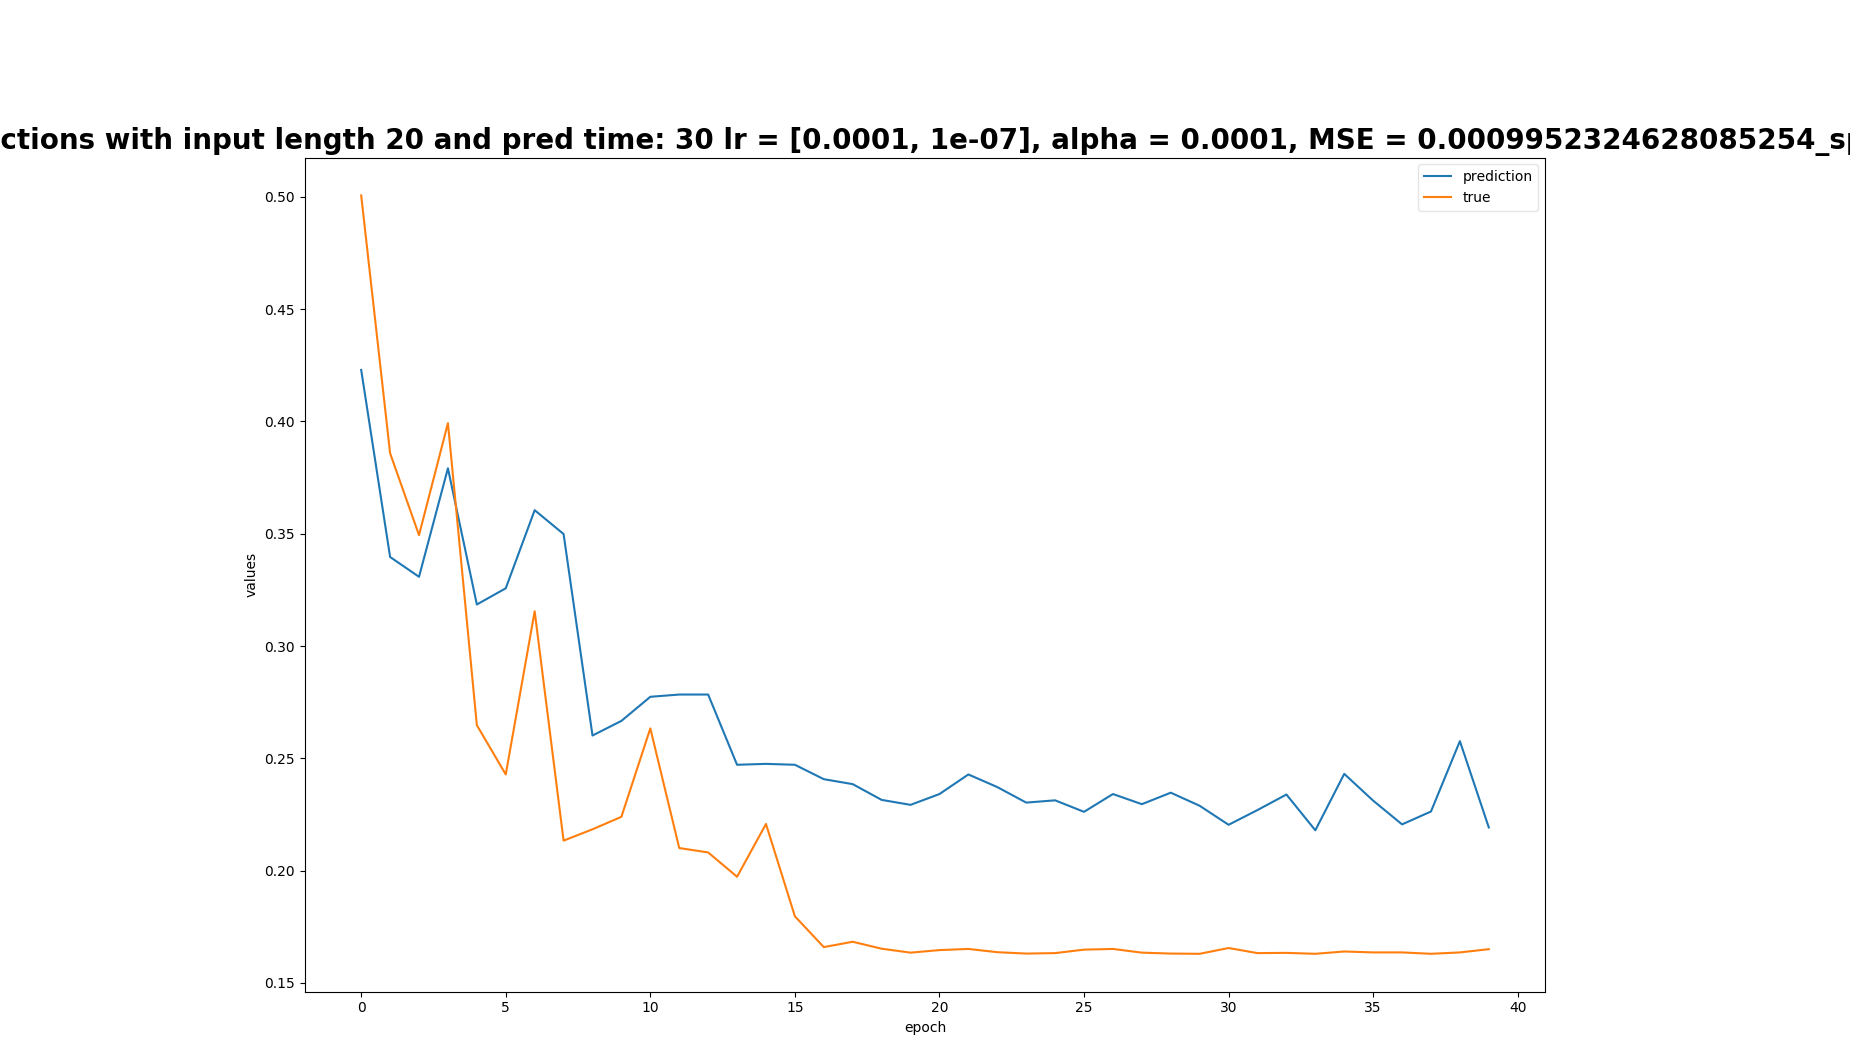 ctions with input length 20 and pred time: 30 lr = [0.0001, 1e-07], alpha = 0.0001, MSE = 0.0009952324628085254_sp
prediction
true
0.50
0.45
0.40
0.35
0.30
0.25
0.20
0.15
values
0 5 10 15 20 25 30 35 40
epoch